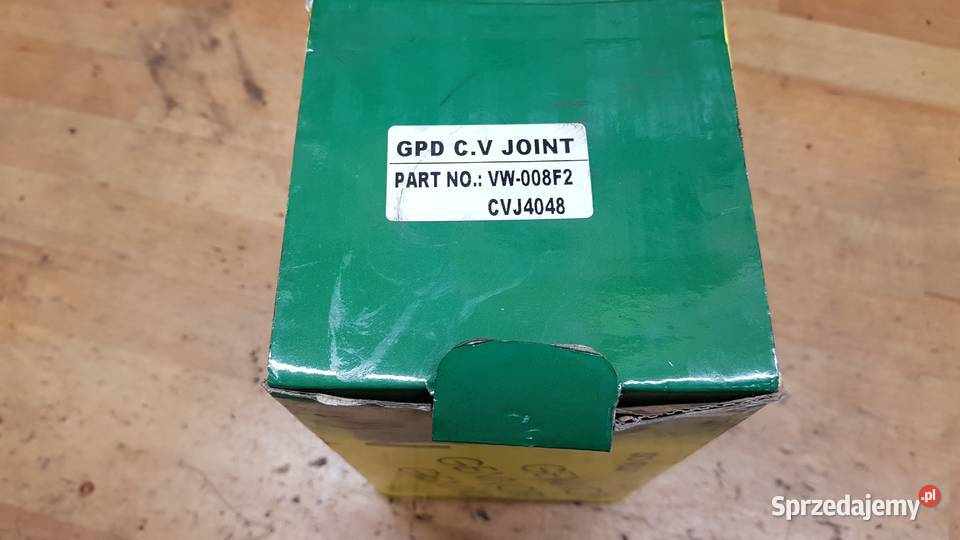 GPD C.V JOINT
PART NO.: VW-008F2
CVJ4048
Sprzedajemy.pl